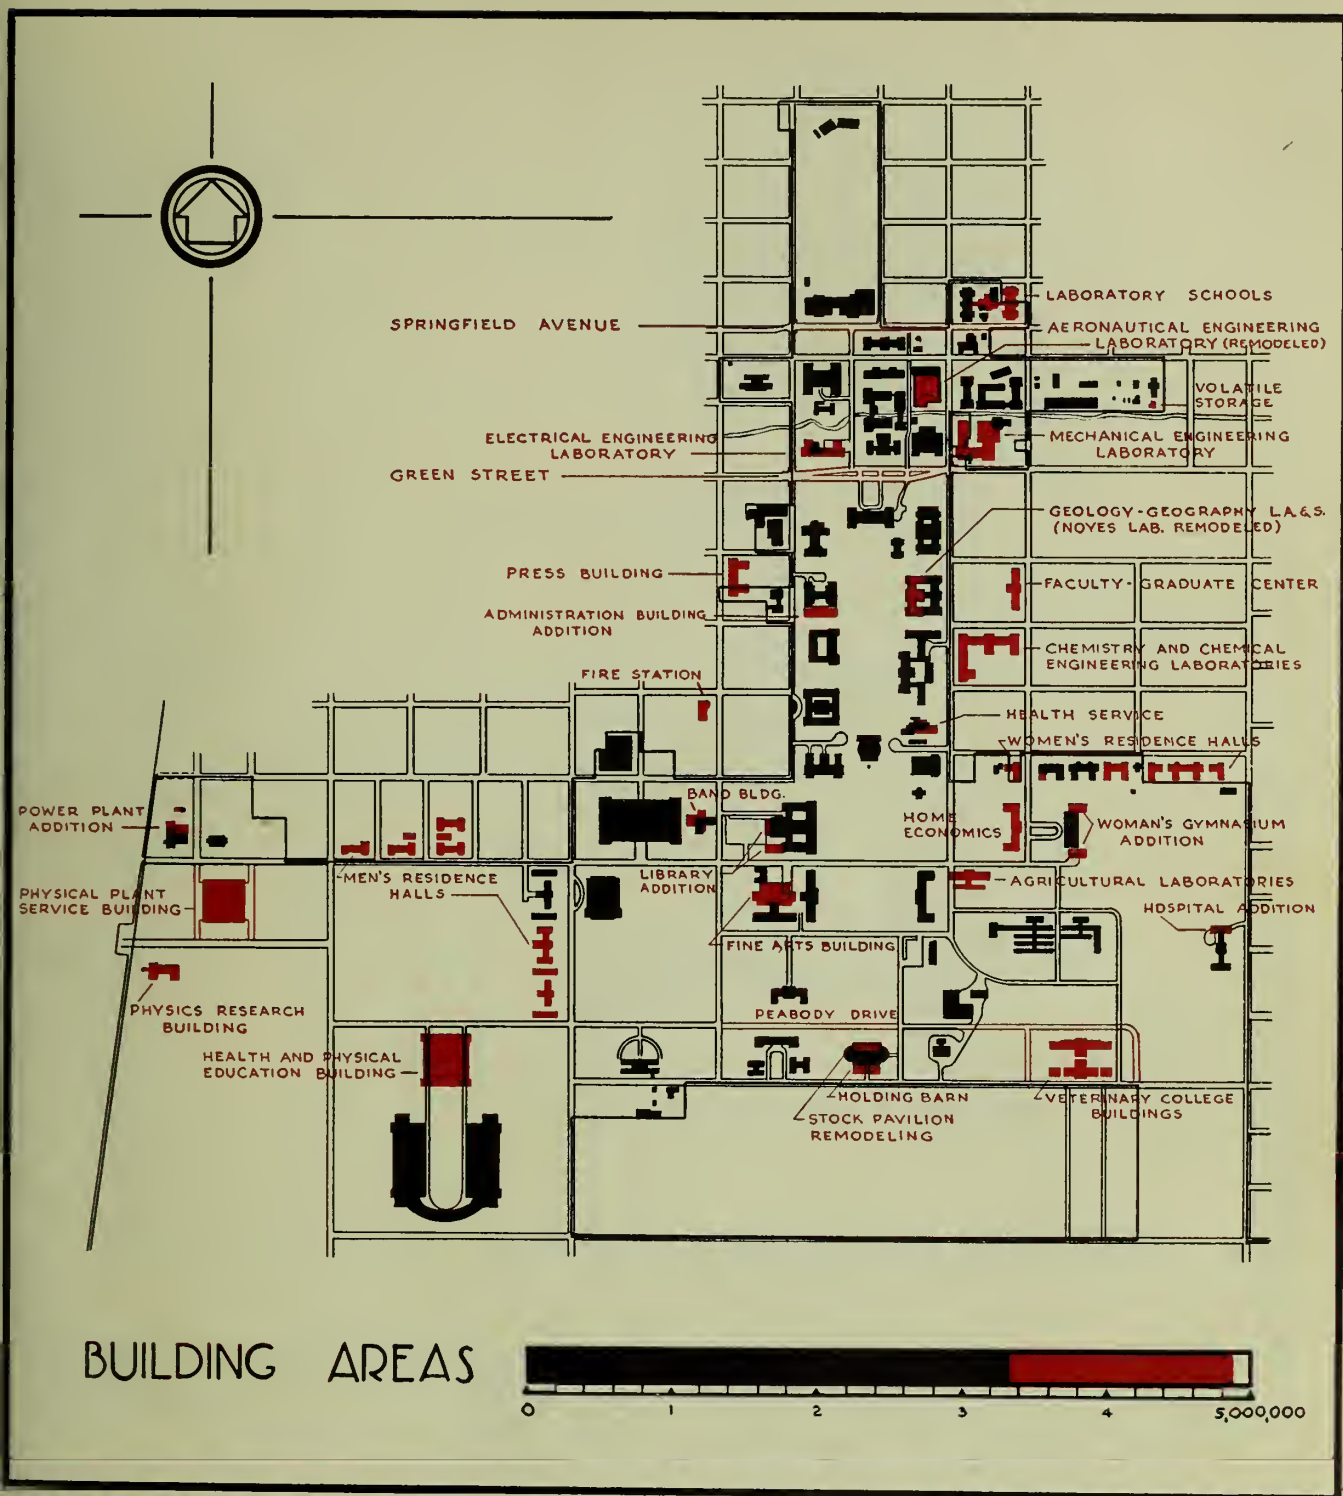 LABORATORY SCHOOLS
SPRINGFIELD AVENUE
AERONAUTICAL ENGINEERING
LABORATORY (REMODELED)
VOLATILE
STORAGE
ELECTRICAL ENGINEERING
LABORATORY
MECHANICAL ENGINEERING
LABORATORY
GREEN STREET
GEOLOGY-GEOGRAPHY L.A.&S.
(NOYES LAB. REMODELED)
PRESS BUILDING
FACULTY-GRADUATE CENTER
ADMINISTRATION BUILDING
ADDITION
CHEMISTRY AND CHEMICAL
ENGINEERING LABORATORIES
FIRE STATION
HEALTH SERVICE
WOMEN'S RESIDENCE HALLS
BAND BLDG.
POWER PLANT
ADDITION
HOME
ECONOMICS
WOMAN'S GYMNASIUM
ADDITION
MEN'S RESIDENCE
HALLS
LIBRARY
ADDITION
AGRICULTURAL LABORATORIES
PHYSICAL PLANT
SERVICE BUILDING
HOSPITAL ADDITION
FINE ARTS BUILDING
PHYSICS RESEARCH
BUILDING
PEABODY DRIVE
HEALTH AND PHYSICAL
EDUCATION BUILDING
HOLDING BARN
STOCK PAVILION
REMODELING
VETERINARY COLLEGE
BUILDINGS
BUILDING AREAS
0 1 2 3 4 5,000,000